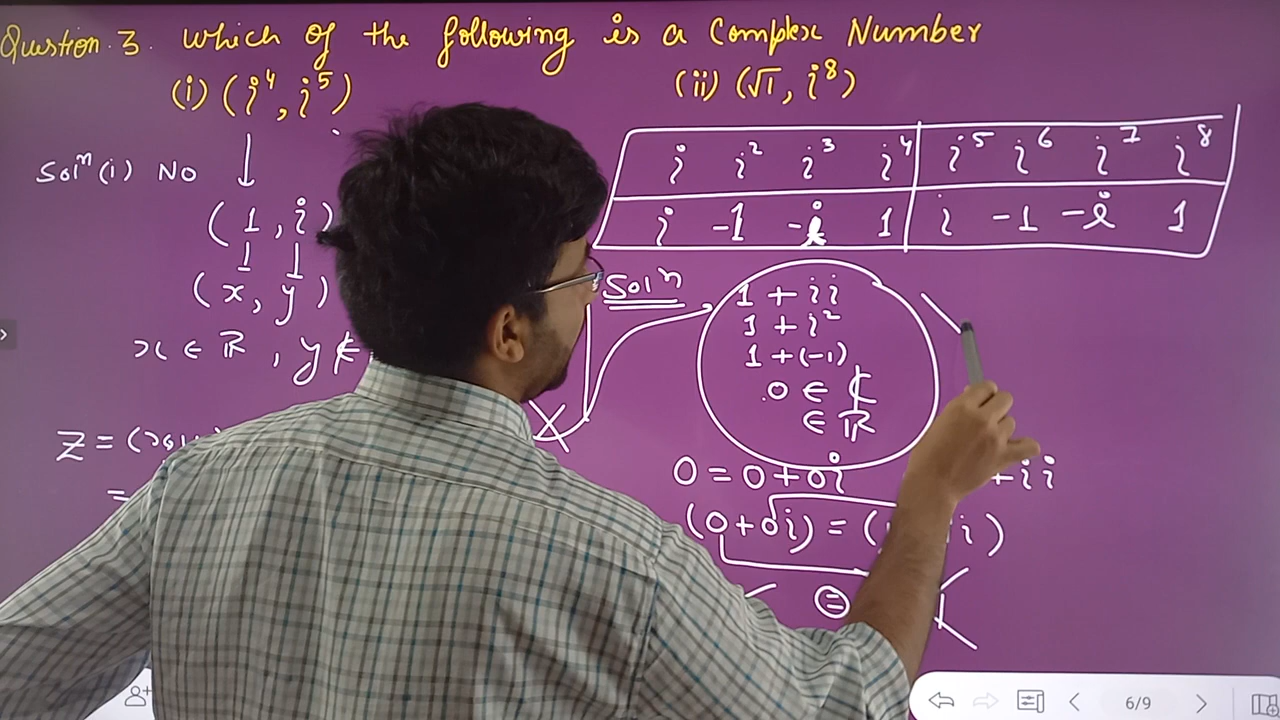 Question.3. Which of the following is a Complex Number
(i) (i⁴, i⁵) (ii) (√1, i⁸)
i i² i³ i⁴ i⁵ i⁶ i⁷ i⁸
i -1 -i 1 i -1 -i 1
Solⁿ (i) NO
(1, i)
(x, y)
x ∈ ℝ, y ∉
Z = (x
=
Solⁿ
1 + ii
1 + i²
1 + (-1)
0 ∈ ₵
∈ ℝ
0 = 0 + 0i
+ ii
(0 + 0i) = ( i)
6/9